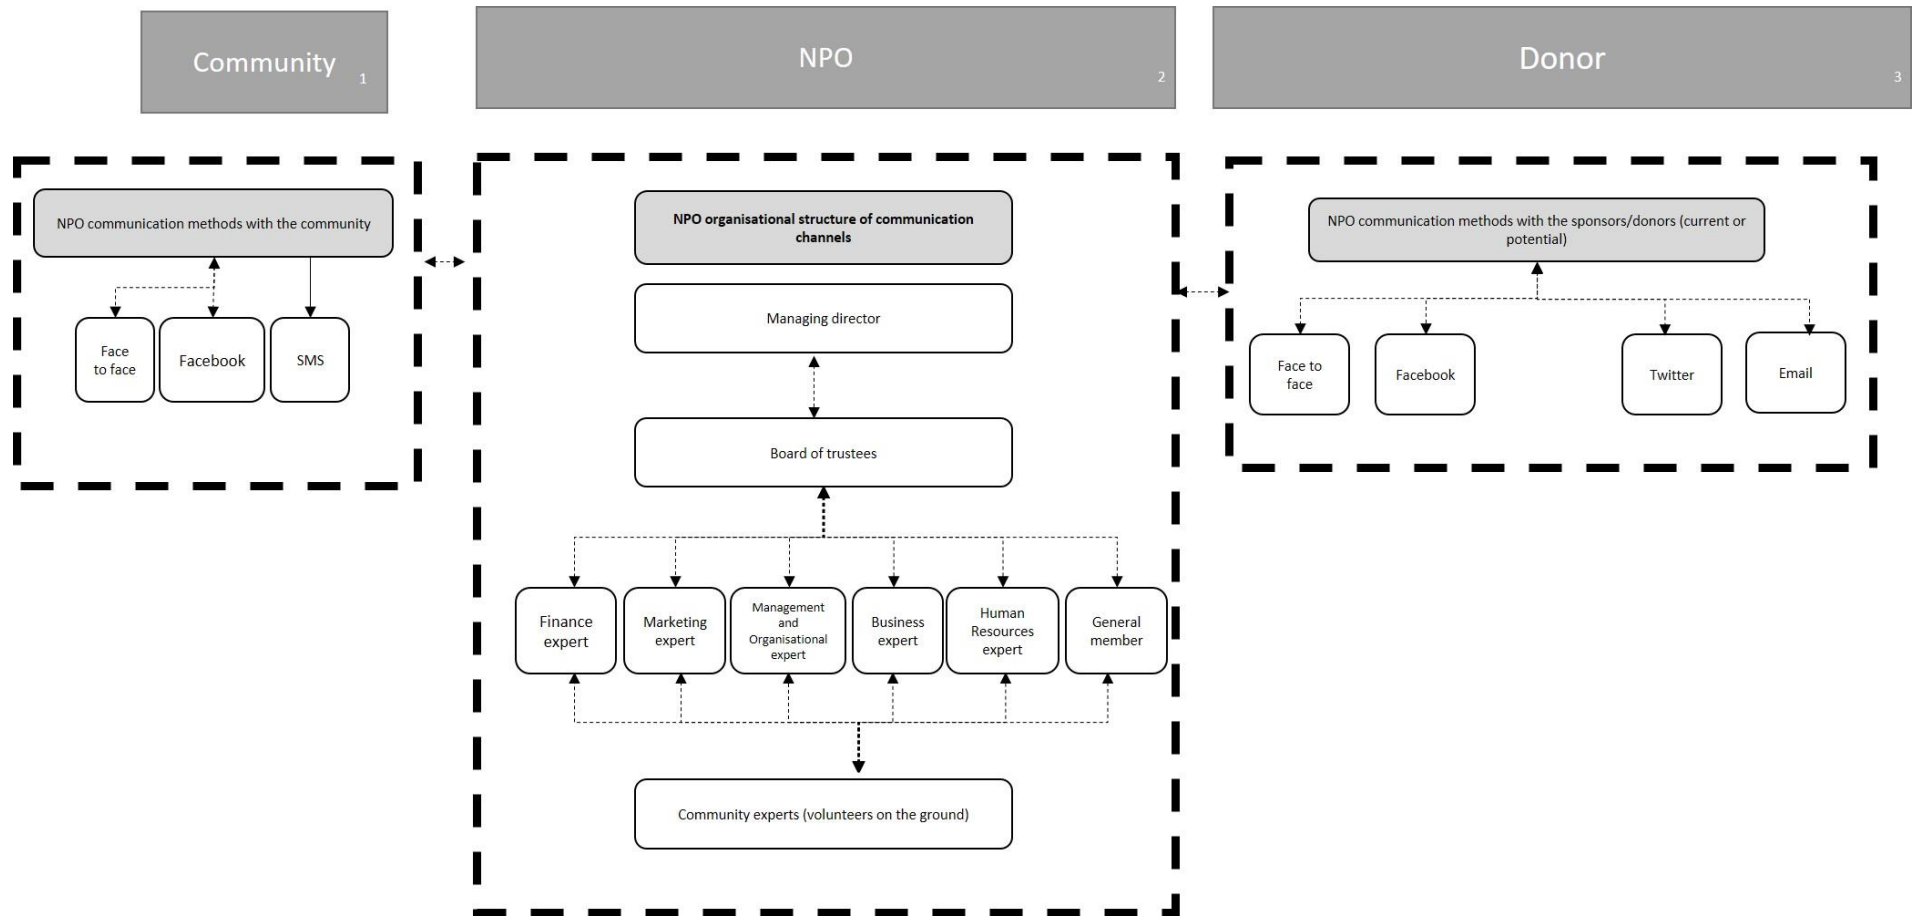 Community
1
NPO
2
Donor
3
NPO communication methods with the community
Face
to face
Facebook
SMS
NPO organisational structure of communication
channels
Managing director
Board of trustees
Finance
expert
Marketing
expert
Management
and
Organisational
expert
Business
expert
Human
Resources
expert
General
member
Community experts (volunteers on the ground)
NPO communication methods with the sponsors/donors (current or
potential)
Face to
face
Facebook
Twitter
Email